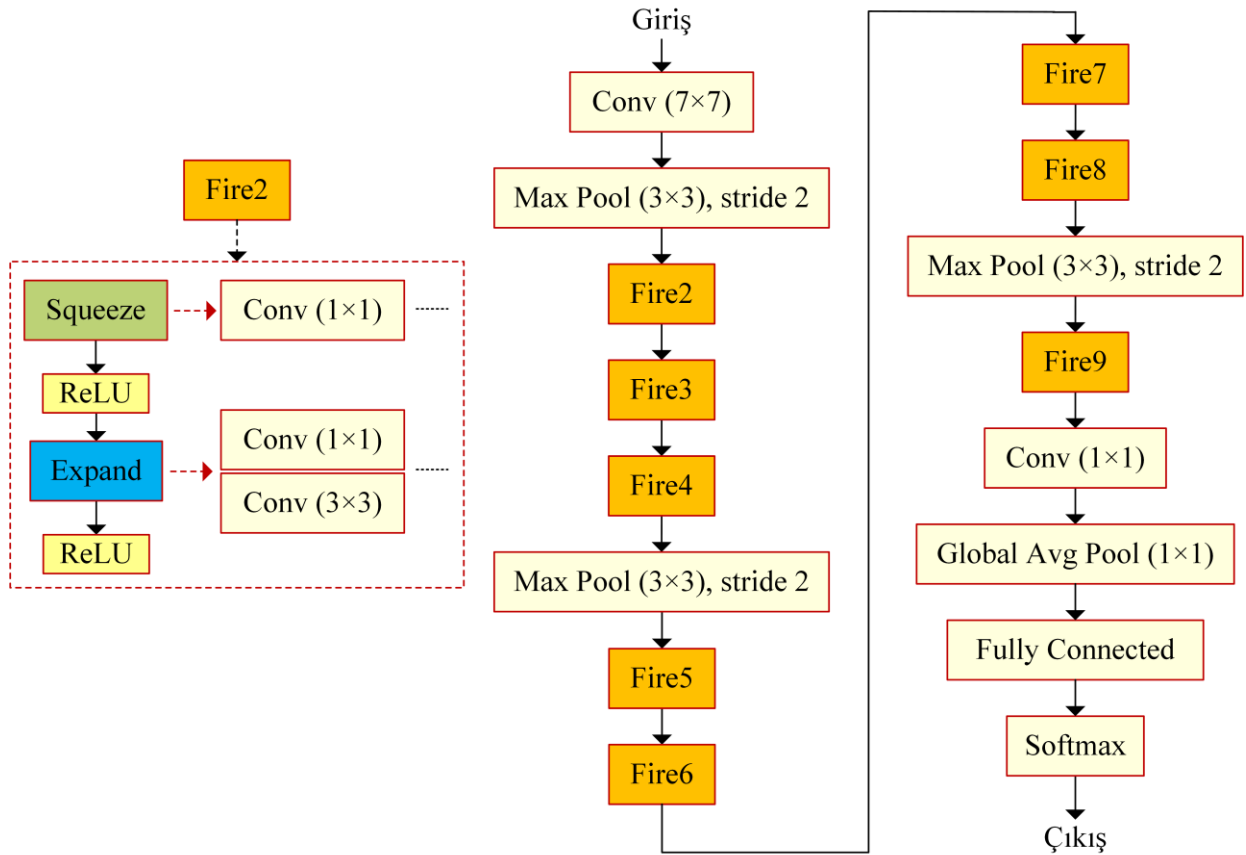 Fire2
Squeeze
Conv (1×1)
ReLU
Conv (1×1)
Expand
Conv (3×3)
ReLU
Giriş
Conv (7×7)
Max Pool (3×3), stride 2
Fire2
Fire3
Fire4
Max Pool (3×3), stride 2
Fire5
Fire6
Fire7
Fire8
Max Pool (3×3), stride 2
Fire9
Conv (1×1)
Global Avg Pool (1×1)
Fully Connected
Softmax
Çıkış